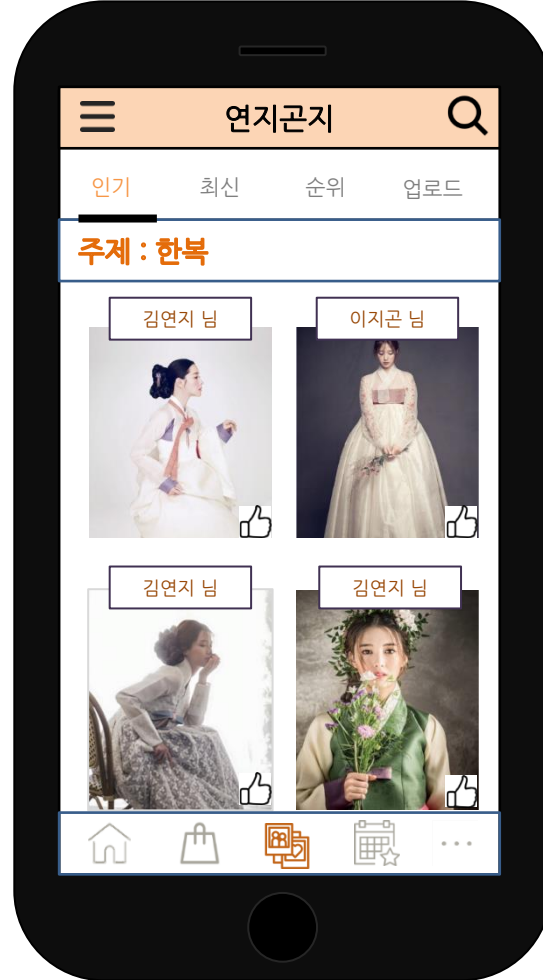 연지곤지
인기 최신 순위 업로드
주제 : 한복
김연지 님 이지곤 님
김연지 님 김연지 님